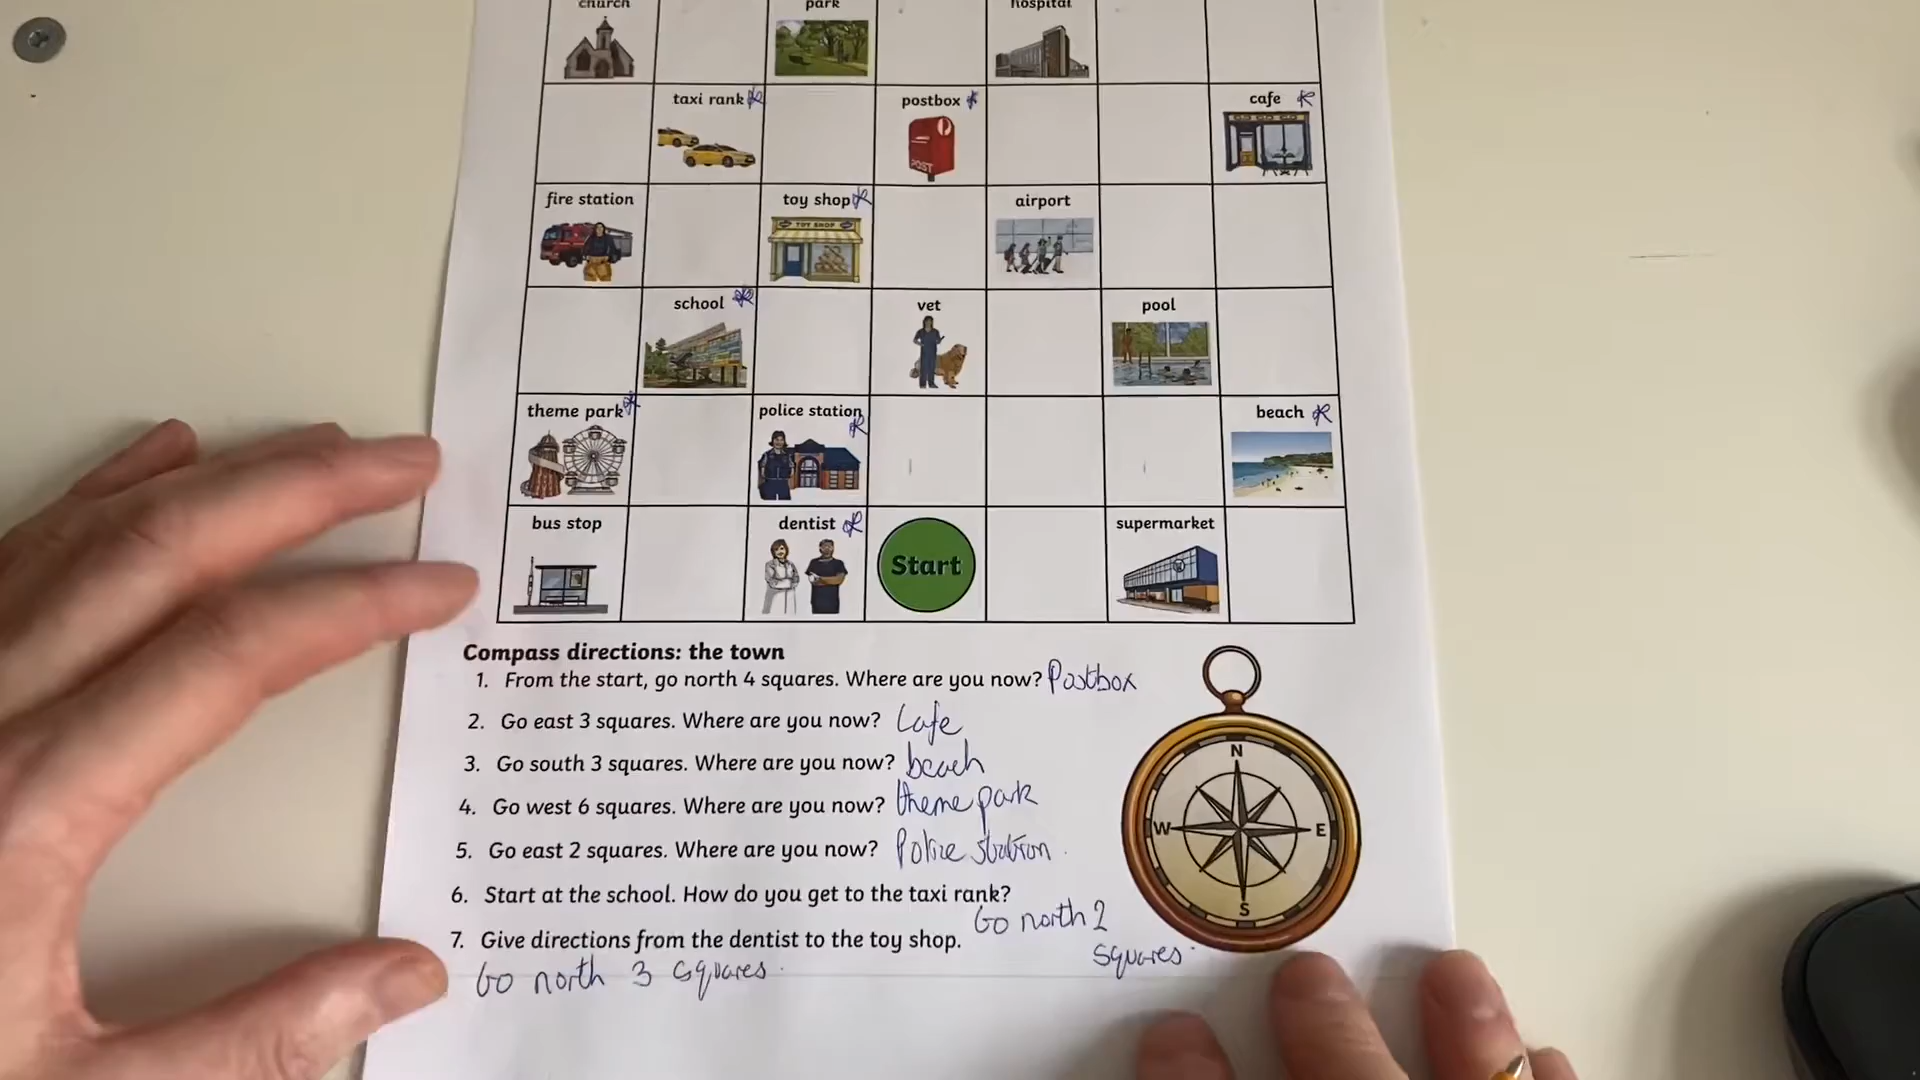 church park hospital
taxi rank postbox cafe
POST
fire station toy shop airport
TOY SHOP
school vet pool
theme park police station beach
bus stop dentist supermarket
Start
Compass directions: the town
1. From the start, go north 4 squares. Where are you now? Postbox
2. Go east 3 squares. Where are you now? Cafe
3. Go south 3 squares. Where are you now? beach
4. Go west 6 squares. Where are you now? theme park
5. Go east 2 squares. Where are you now? Police station.
6. Start at the school. How do you get to the taxi rank?
Go north 2
squares.
7. Give directions from the dentist to the toy shop.
Go north 3 squares.
N
W E
S